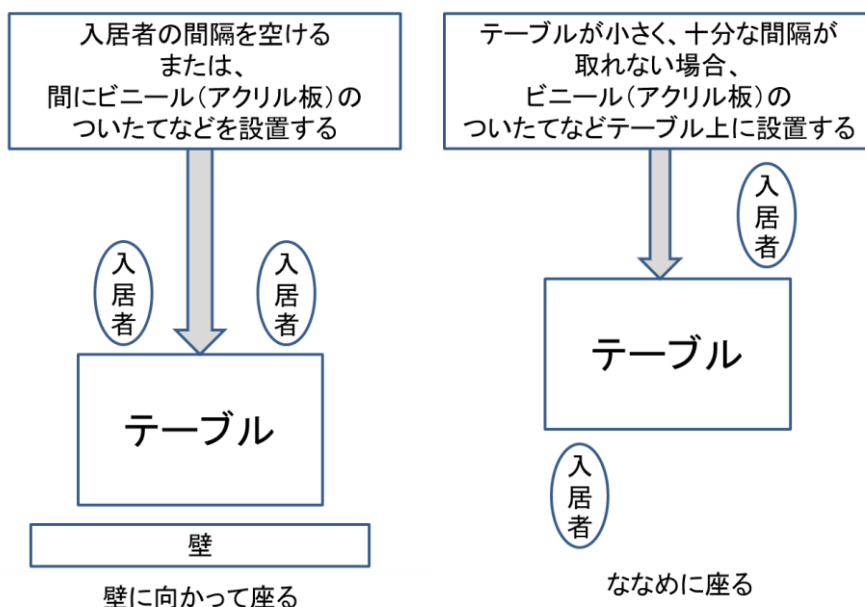 入居者の間隔を空ける
または、
間にビニール（アクリル板）の
ついたてなどを設置する
入居者
入居者
テーブル
壁
壁に向かって座る
テーブルが小さく、十分な間隔が
取れない場合、
ビニール（アクリル板）の
ついたてなどテーブル上に設置する
入居者
テーブル
入居者
ななめに座る